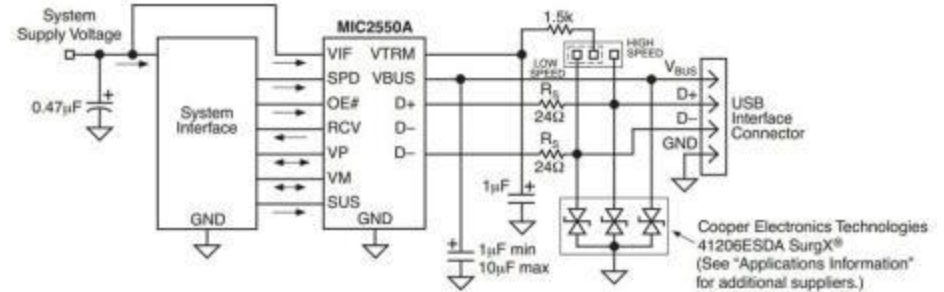 System
Supply Voltage
0.47µF
+
System
Interface
GND
MIC2550A
VIF
SPD
OE#
RCV
VP
VM
SUS
VTRM
VBUS
D+
D–
D–
GND
1.5k
LOW
SPEED
HIGH
SPEED
RS
24Ω
RS
24Ω
1µF
+
+
1µF min
10µF max
VBUS
D+
D–
GND
USB
Interface
Connector
Cooper Electronics Technologies
41206ESDA SurgX®
(See "Applications Information"
for additional suppliers.)